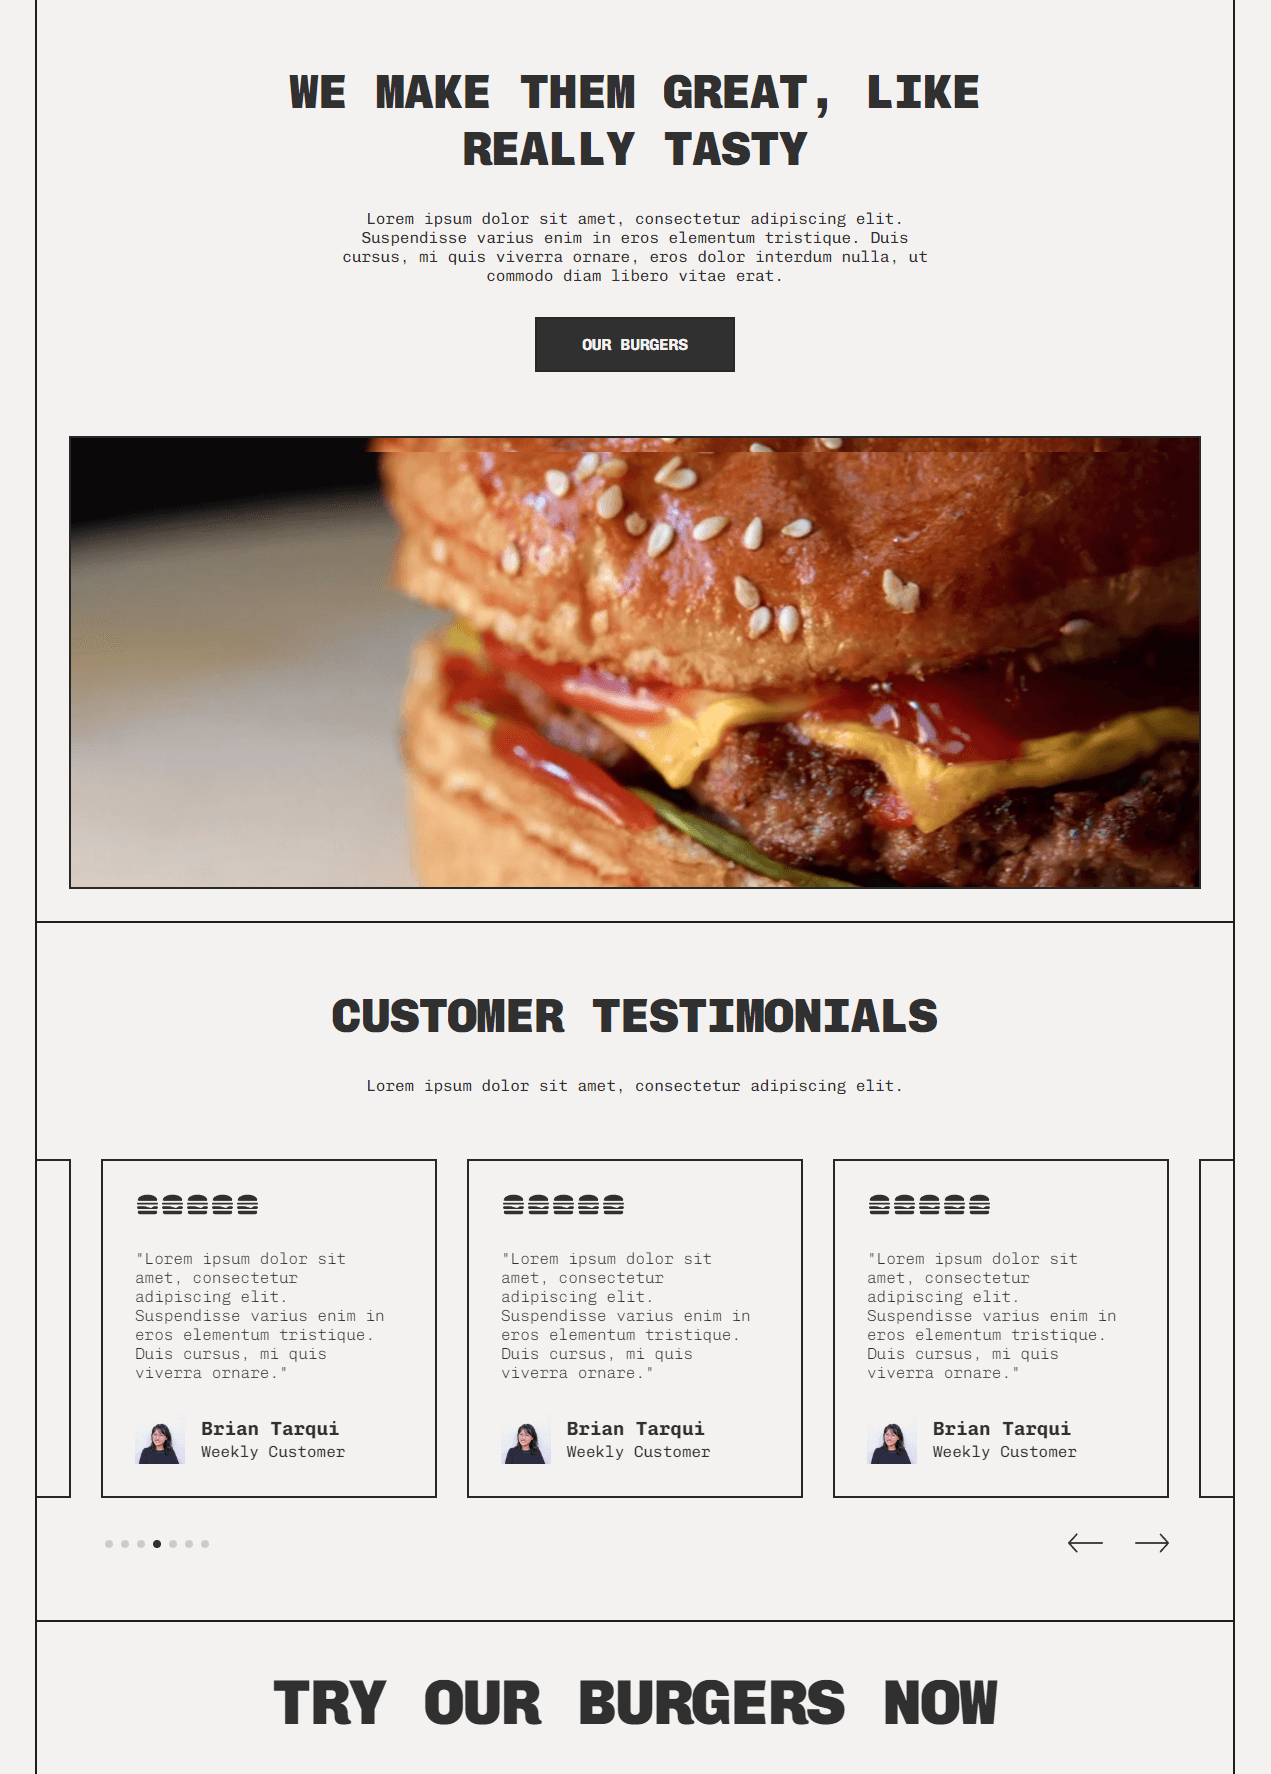 WE MAKE THEM GREAT, LIKE
REALLY TASTY
Lorem ipsum dolor sit amet, consectetur adipiscing elit.
Suspendisse varius enim in eros elementum tristique. Duis
cursus, mi quis viverra ornare, eros dolor interdum nulla, ut
commodo diam libero vitae erat.
OUR BURGERS
CUSTOMER TESTIMONIALS
Lorem ipsum dolor sit amet, consectetur adipiscing elit.
"Lorem ipsum dolor sit
amet, consectetur
adipiscing elit.
Suspendisse varius enim in
eros elementum tristique.
Duis cursus, mi quis
viverra ornare."
Brian Tarqui
Weekly Customer
"Lorem ipsum dolor sit
amet, consectetur
adipiscing elit.
Suspendisse varius enim in
eros elementum tristique.
Duis cursus, mi quis
viverra ornare."
Brian Tarqui
Weekly Customer
"Lorem ipsum dolor sit
amet, consectetur
adipiscing elit.
Suspendisse varius enim in
eros elementum tristique.
Duis cursus, mi quis
viverra ornare."
Brian Tarqui
Weekly Customer
TRY OUR BURGERS NOW